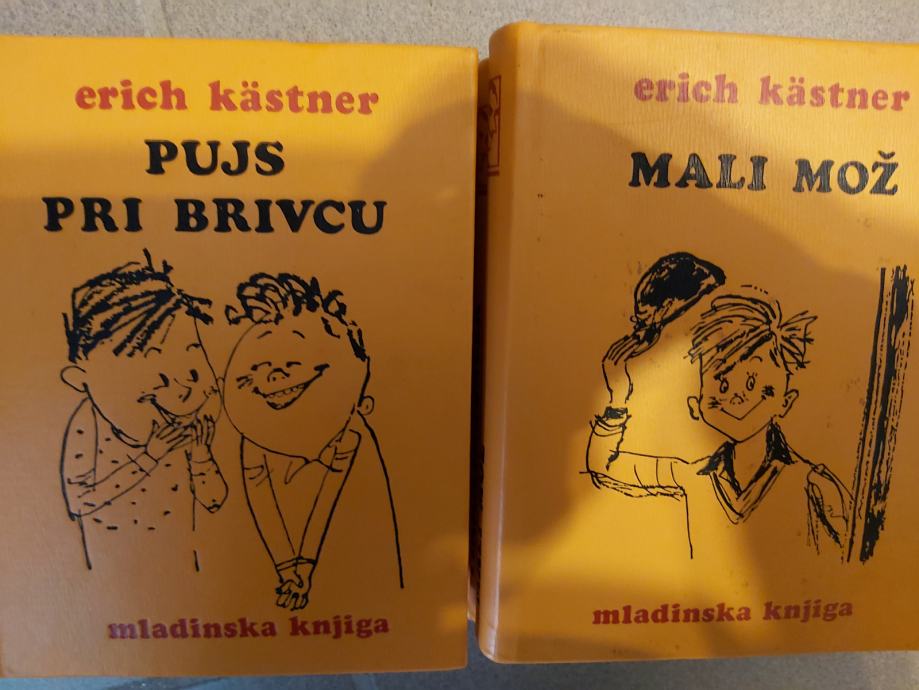 erich kästner
PUJS
PRI BRIVCU
mladinska knjiga
erich kästner
MALI MOŽ
mladinska knjiga